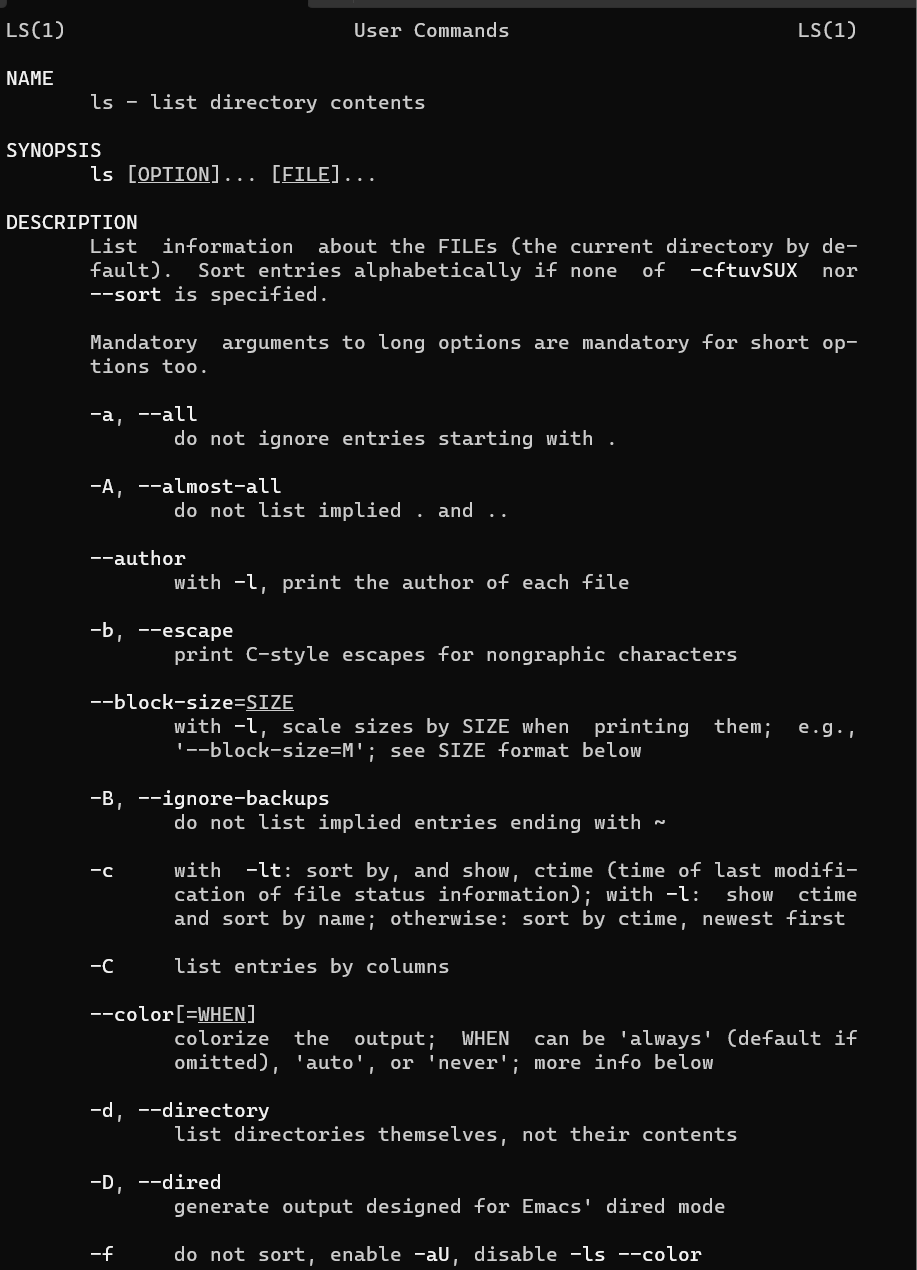 LS(1)                        User Commands                        LS(1)

NAME
       ls - list directory contents

SYNOPSIS
       ls [OPTION]... [FILE]...

DESCRIPTION
       List  information  about the FILEs (the current directory by de-
       fault).  Sort entries alphabetically if none  of  -cftuvSUX  nor
       --sort is specified.

       Mandatory  arguments to long options are mandatory for short op-
       tions too.

       -a, --all
              do not ignore entries starting with .

       -A, --almost-all
              do not list implied . and ..

       --author
              with -l, print the author of each file

       -b, --escape
              print C-style escapes for nongraphic characters

       --block-size=SIZE
              with -l, scale sizes by SIZE when  printing  them;  e.g.,
              '--block-size=M'; see SIZE format below

       -B, --ignore-backups
              do not list implied entries ending with ~

       -c     with  -lt: sort by, and show, ctime (time of last modifi-
              cation of file status information); with -l:  show  ctime
              and sort by name; otherwise: sort by ctime, newest first

       -C     list entries by columns

       --color[=WHEN]
              colorize  the  output;  WHEN  can be 'always' (default if
              omitted), 'auto', or 'never'; more info below

       -d, --directory
              list directories themselves, not their contents

       -D, --dired
              generate output designed for Emacs' dired mode

       -f     do not sort, enable -aU, disable -ls --color